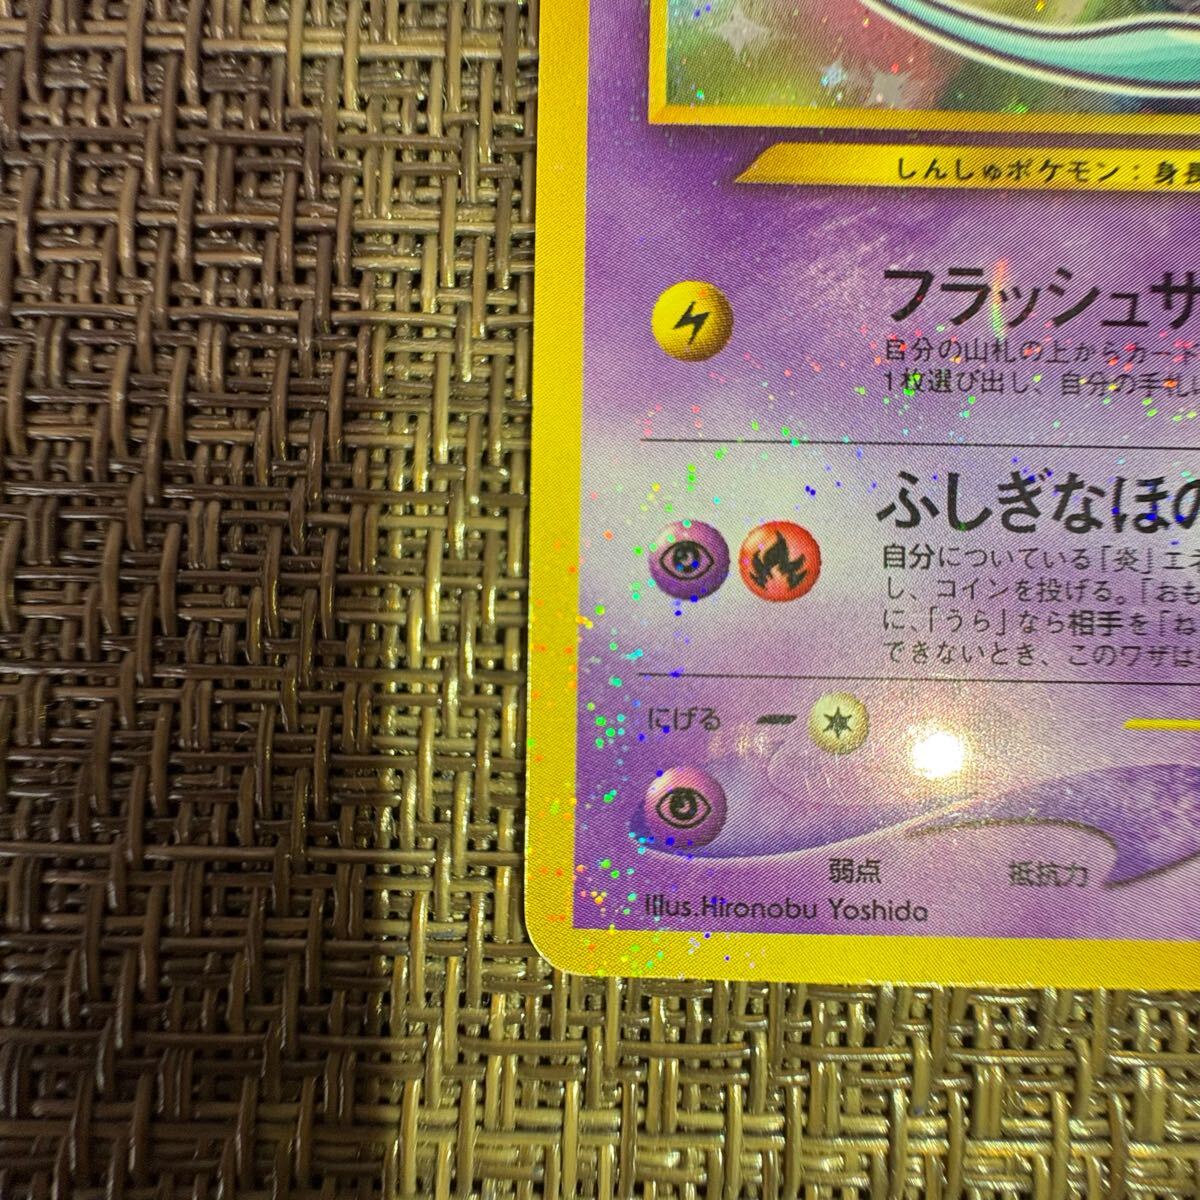 しんしゅポケモン：身長
フラッシュサ
自分の山札の上からカード
1枚選び出し、自分の手札
ふしぎなほの
自分についている「炎」エネ
し、コインを投げる。「おも
に、「うら」なら相手を「お
できないとき、このワザは
にげる
弱点 抵抗力
Illus.Hironobu Yoshida